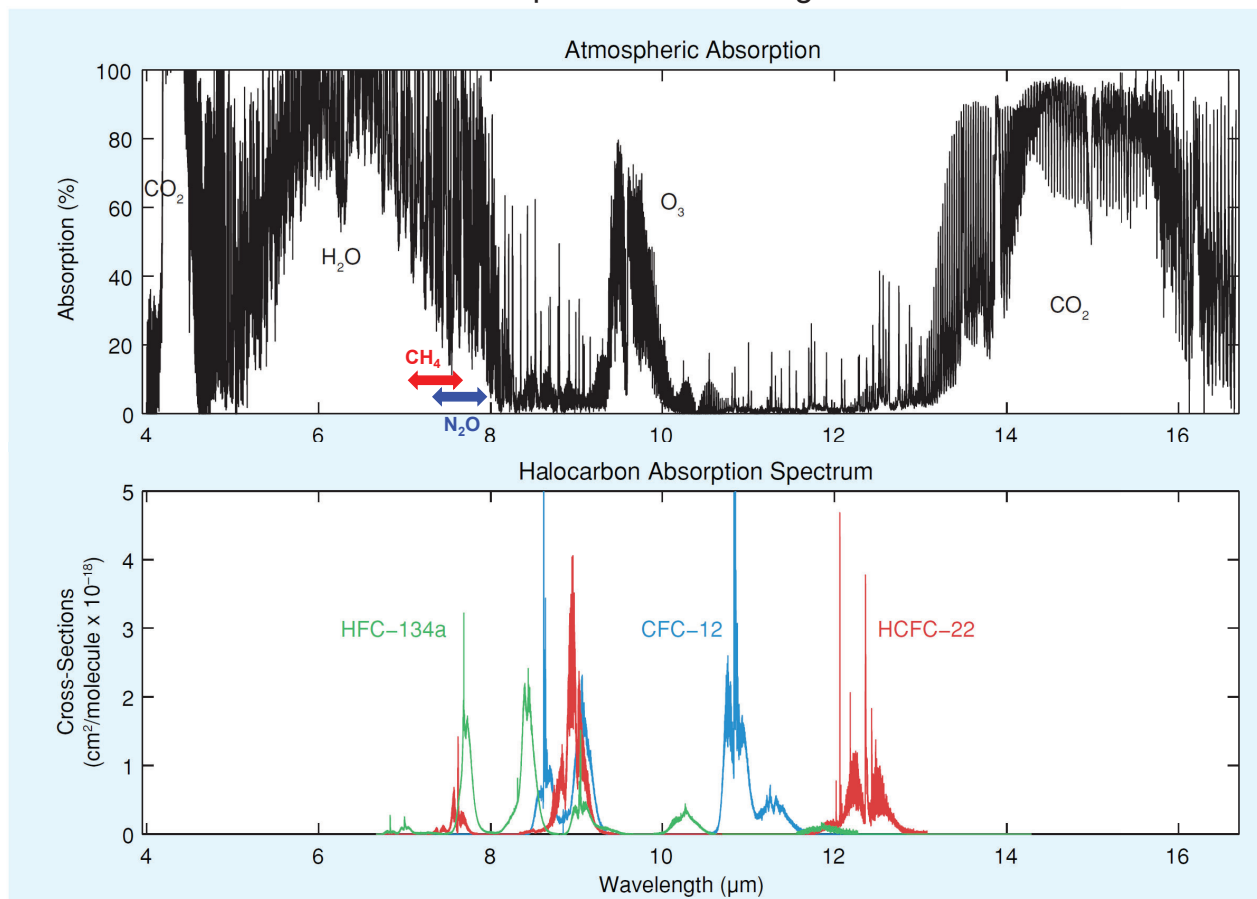 Atmospheric Absorption
Absorption (%)
100
80
60
40
20
0
CO₂
H₂O
CH₄
N₂O
O₃
CO₂
4 6 8 10 12 14 16
Halocarbon Absorption Spectrum
Cross−Sections
(cm²/molecule x 10⁻¹⁸)
5
4
3
2
1
0
HFC−134a
CFC−12
HCFC−22
4 6 8 10 12 14 16
Wavelength (µm)